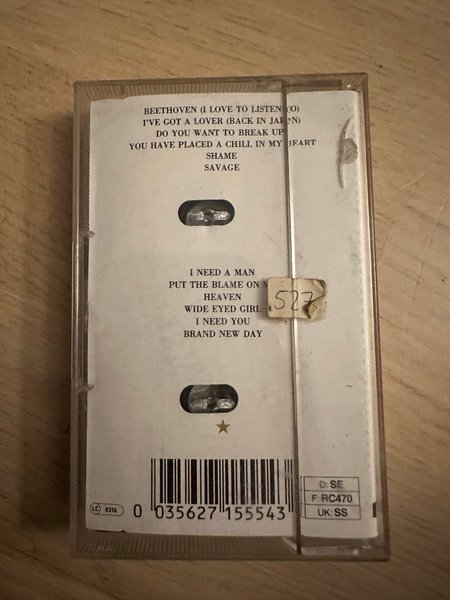 BEETHOVEN (I LOVE TO LISTEN TO)
I'VE GOT A LOVER (BACK IN JAPAN)
DO YOU WANT TO BREAK UP
YOU HAVE PLACED A CHILL IN MY HEART
SHAME
SAVAGE
I NEED A MAN
PUT THE BLAME ON
HEAVEN
WIDE EYED GIRL
I NEED YOU
BRAND NEW DAY
527
LC 0316
0 035627 155543
D: SE
F: RC470
UK: SS